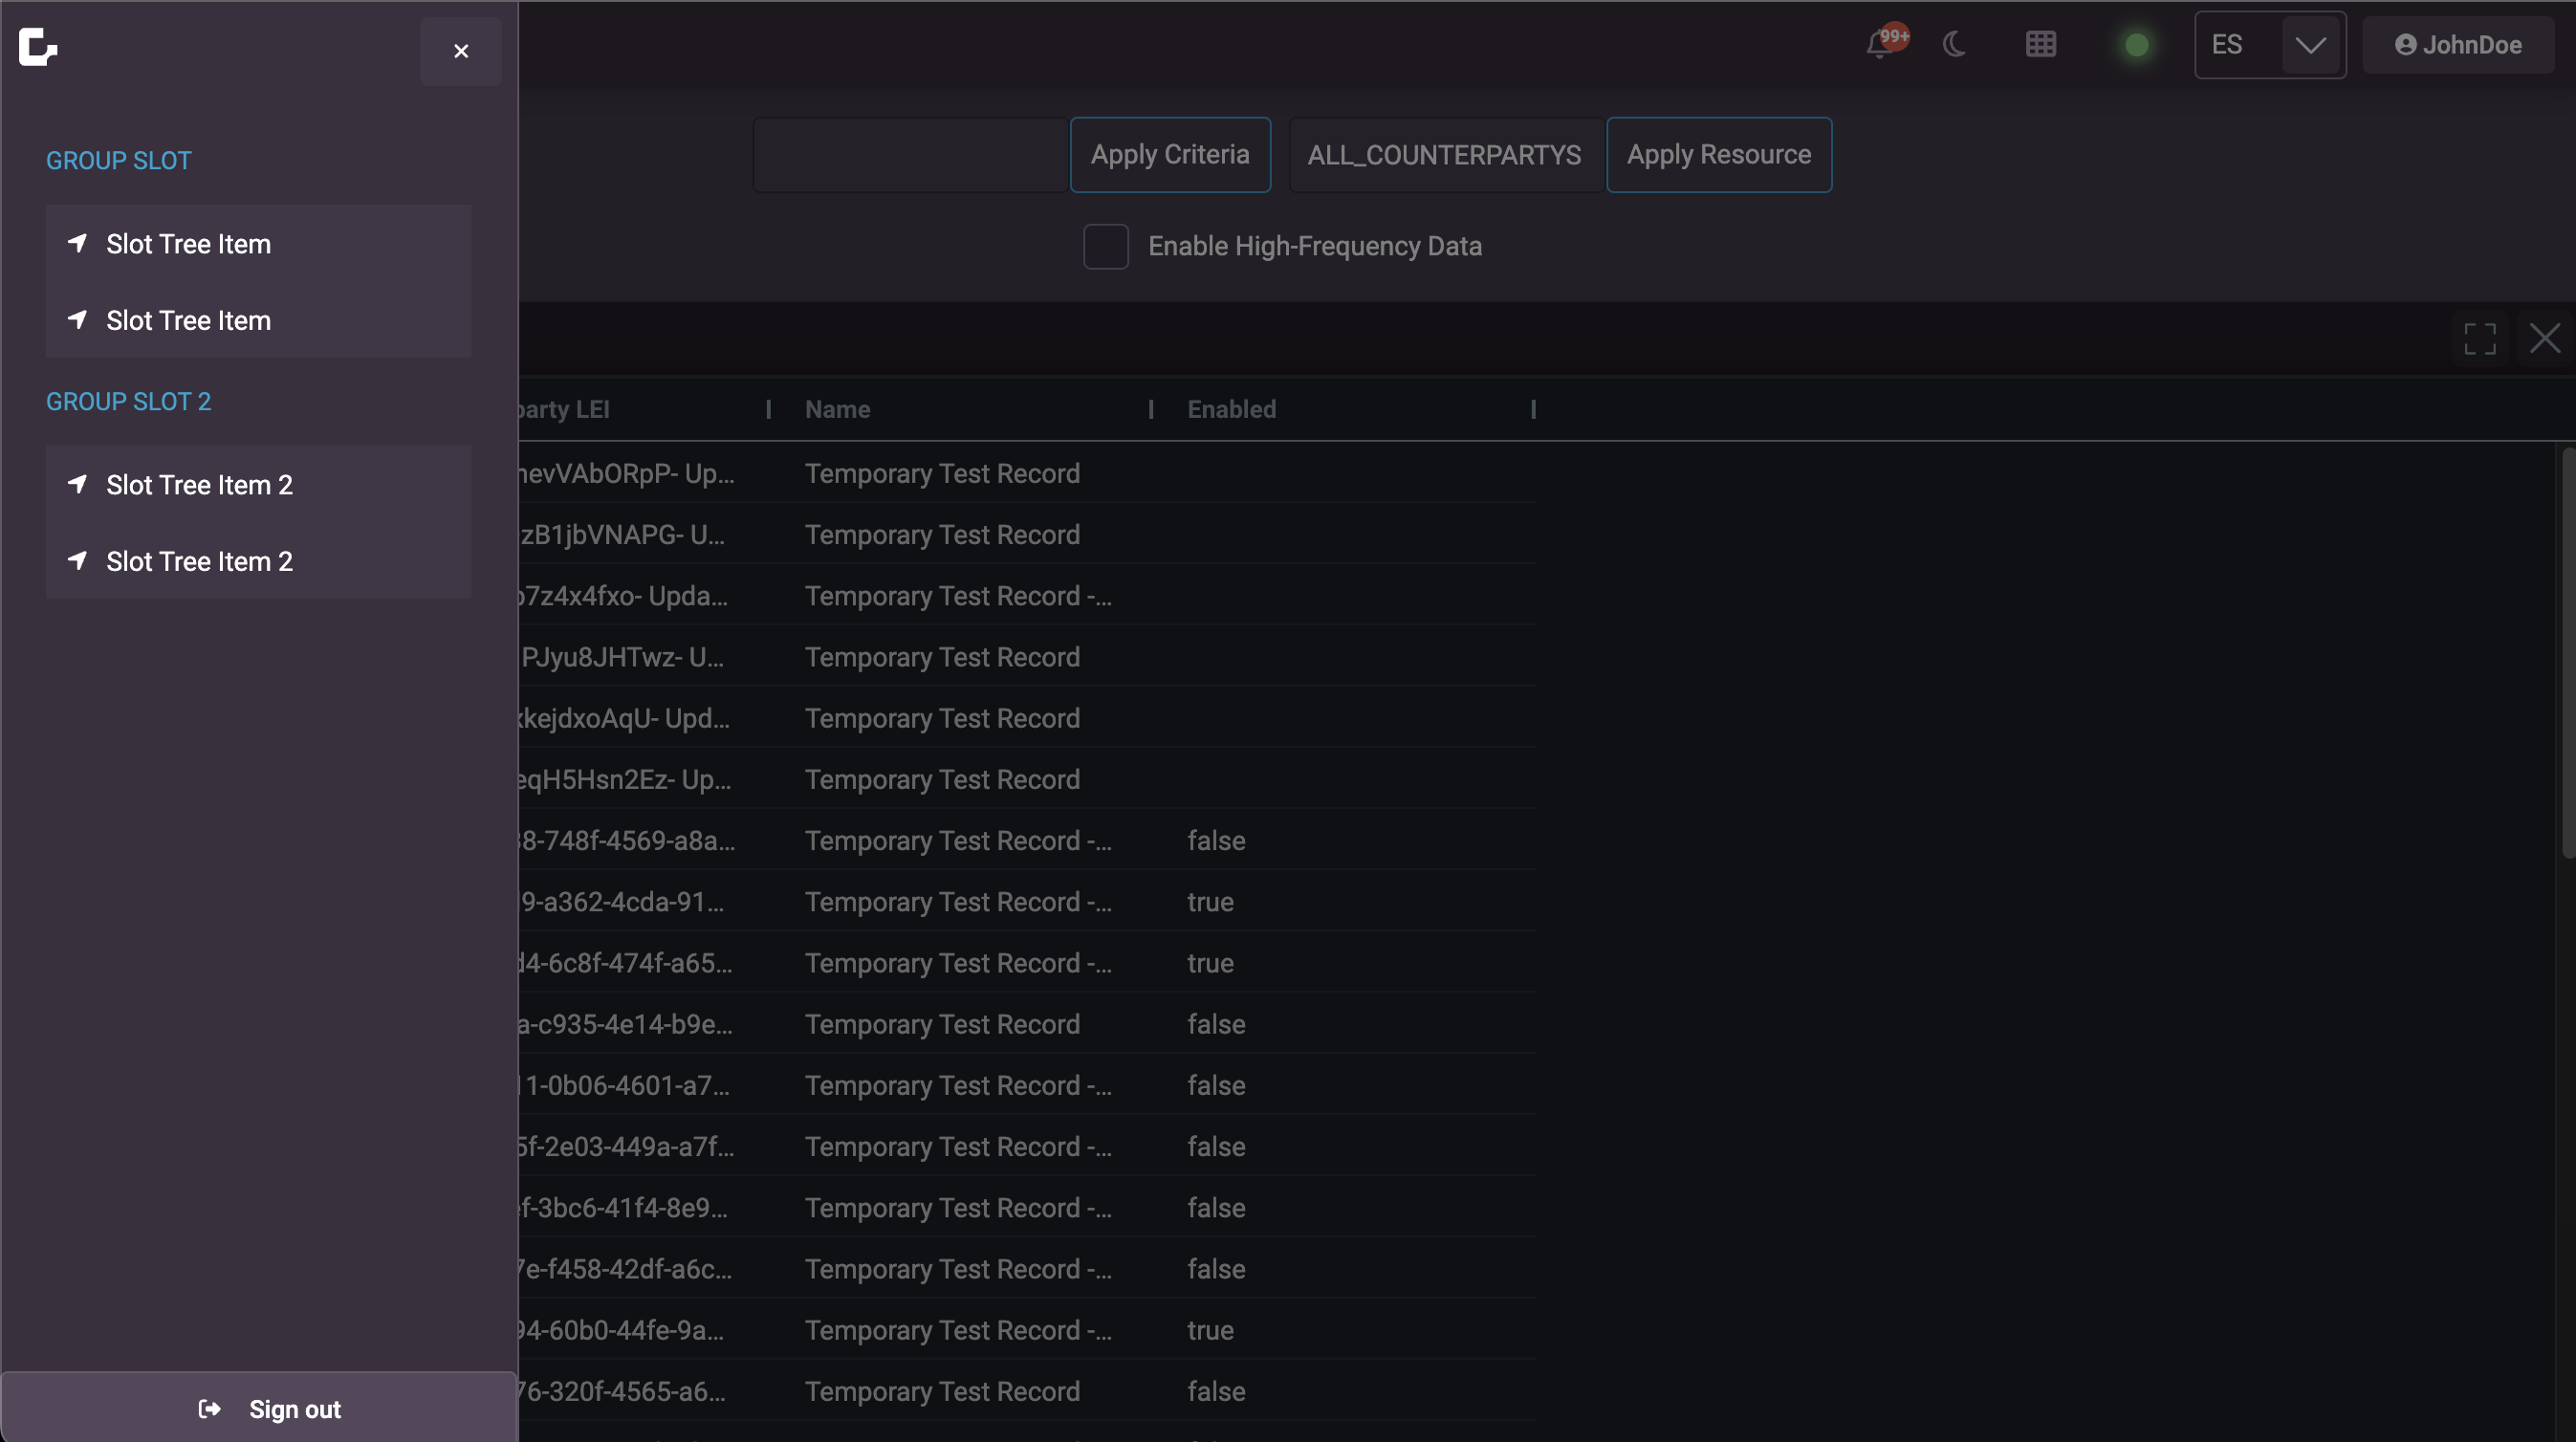 99+
ES
JohnDoe
GROUP SLOT
Slot Tree Item
Slot Tree Item
GROUP SLOT 2
Slot Tree Item 2
Slot Tree Item 2
Sign out
Apply Criteria
ALL_COUNTERPARTYS
Apply Resource
Enable High-Frequency Data
party LEI Name Enabled
nevVAbORpP- Up... Temporary Test Record
zB1jbVNAPG- U... Temporary Test Record
7z4x4fxo- Upda... Temporary Test Record -...
PJyu8JHTwz- U... Temporary Test Record
kejdxoAqU- Upd... Temporary Test Record
eqH5Hsn2Ez- Up... Temporary Test Record
8-748f-4569-a8a... Temporary Test Record -... false
9-a362-4cda-91... Temporary Test Record -... true
d4-6c8f-474f-a65... Temporary Test Record -... true
a-c935-4e14-b9e... Temporary Test Record false
1-0b06-4601-a7... Temporary Test Record -... false
5f-2e03-449a-a7f... Temporary Test Record -... false
f-3bc6-41f4-8e9... Temporary Test Record -... false
7e-f458-42df-a6c... Temporary Test Record -... false
94-60b0-44fe-9a... Temporary Test Record -... true
76-320f-4565-a6... Temporary Test Record false